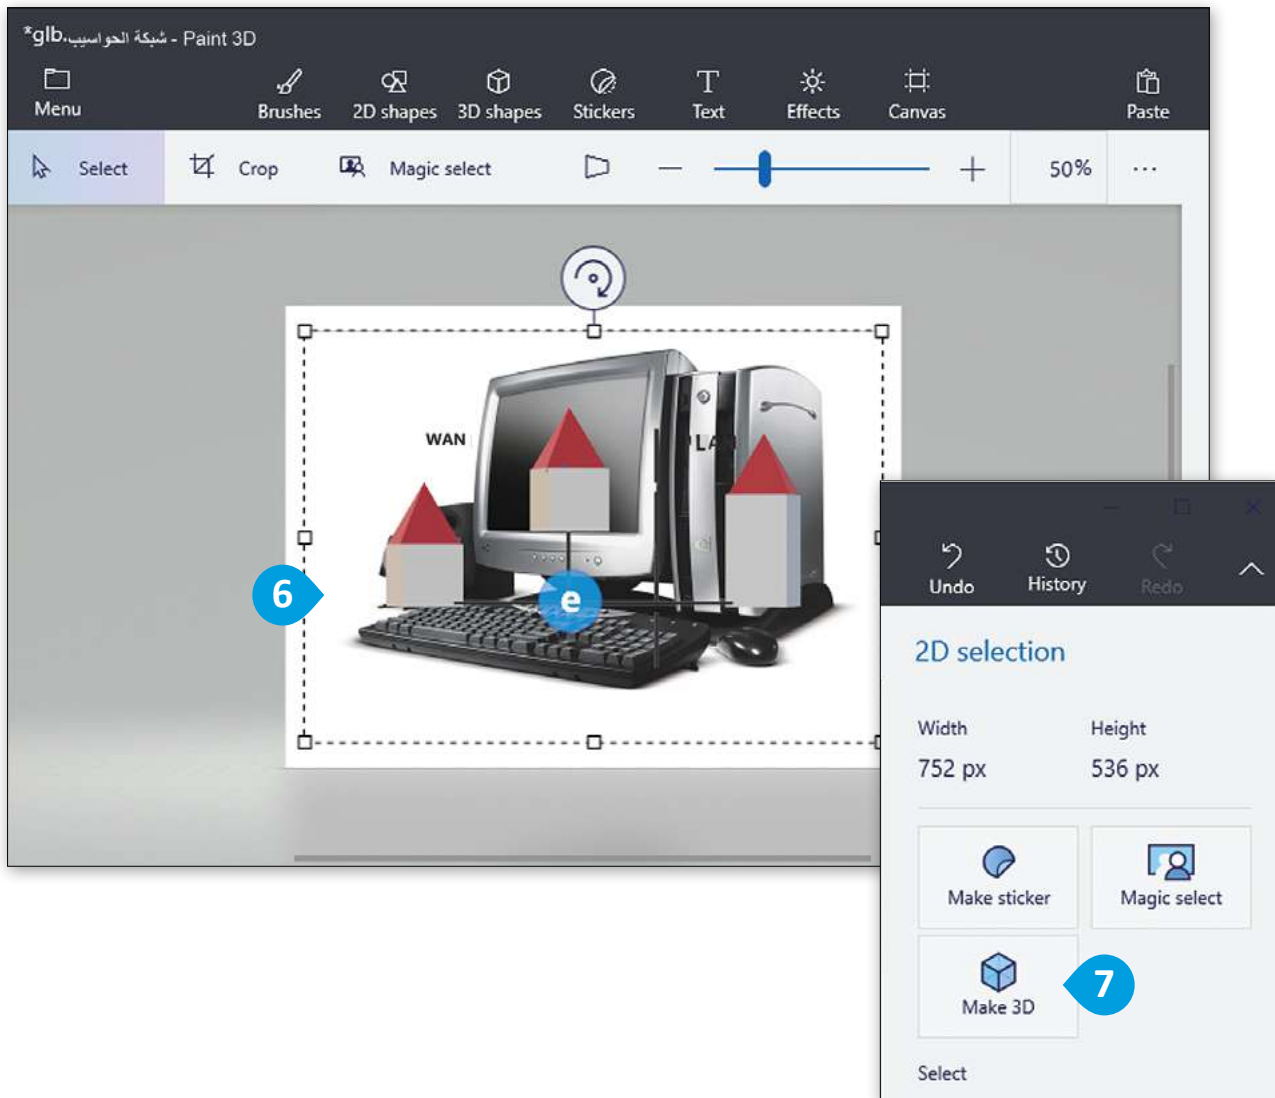 *glb.شبكة الحواسيب - Paint 3D
Menu
Brushes
2D shapes
3D shapes
Stickers
Text
Effects
Canvas
Paste
Select
Crop
Magic select
50%
WAN
LAN
6
e
Undo
History
Redo
2D selection
Width
Height
752 px
536 px
Make sticker
Magic select
Make 3D
7
Select